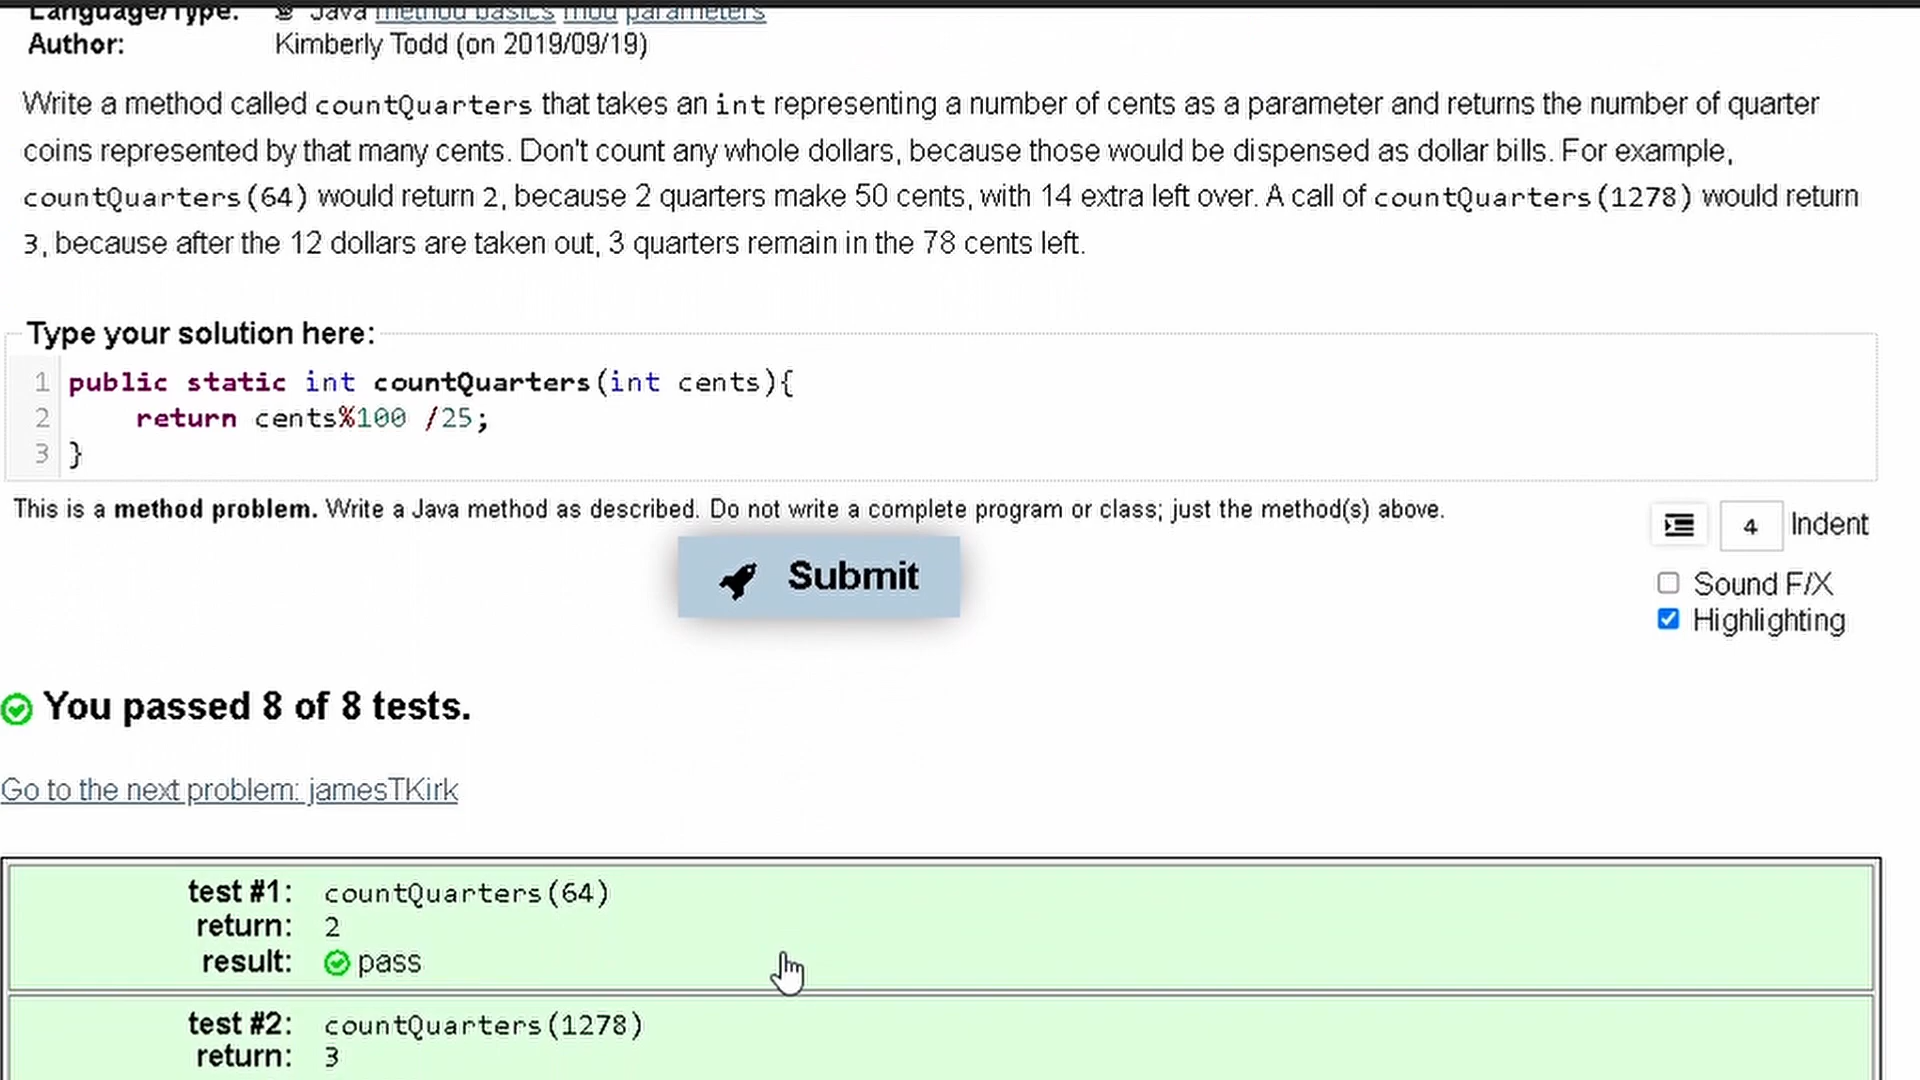 Language/Type: Java method basics mod parameters
Author: Kimberly Todd (on 2019/09/19)
Write a method called countQuarters that takes an int representing a number of cents as a parameter and returns the number of quarter
coins represented by that many cents. Don't count any whole dollars, because those would be dispensed as dollar bills. For example,
countQuarters(64) would return 2, because 2 quarters make 50 cents, with 14 extra left over. A call of countQuarters(1278) would return
3, because after the 12 dollars are taken out, 3 quarters remain in the 78 cents left.
Type your solution here:
1 public static int countQuarters(int cents){
2     return cents%100 /25;
3 }
This is a method problem. Write a Java method as described. Do not write a complete program or class; just the method(s) above.
4 Indent
Submit
Sound F/X
Highlighting
You passed 8 of 8 tests.
Go to the next problem: jamesTKirk
test #1: countQuarters(64)
return: 2
result: pass
test #2: countQuarters(1278)
return: 3